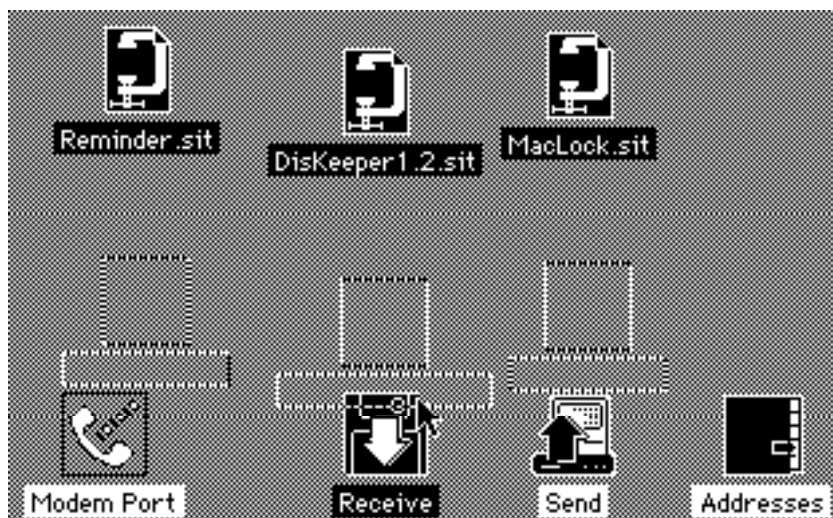 Reminder.sit
DisKeeper1.2.sit
MacLock.sit
Modem Port
Receive
Send
Addresses